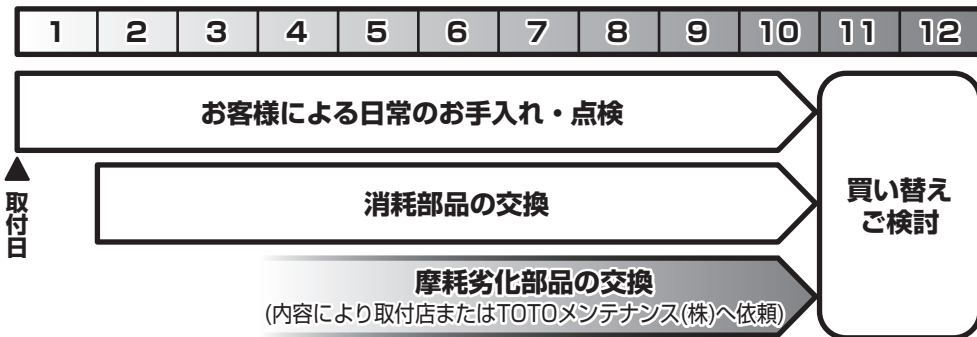 1 2 3 4 5 6 7 8 9 10 11 12
お客様による日常のお手入れ・点検
取付日
消耗部品の交換
買い替え
ご検討
摩耗劣化部品の交換
(内容により取付店またはTOTOメンテナンス(株)へ依頼)